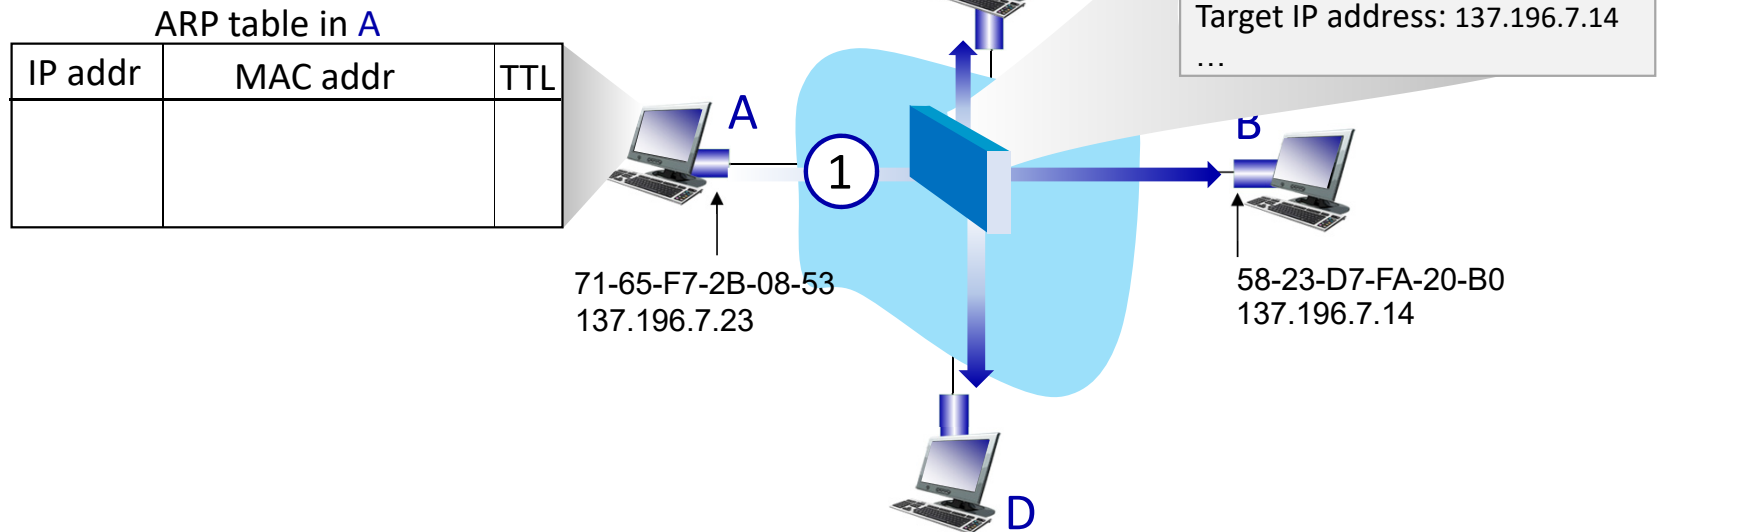 ARP table in A
IP addr MAC addr TTL
Target IP address: 137.196.7.14
...
A
B
1
71-65-F7-2B-08-53
137.196.7.23
58-23-D7-FA-20-B0
137.196.7.14
D